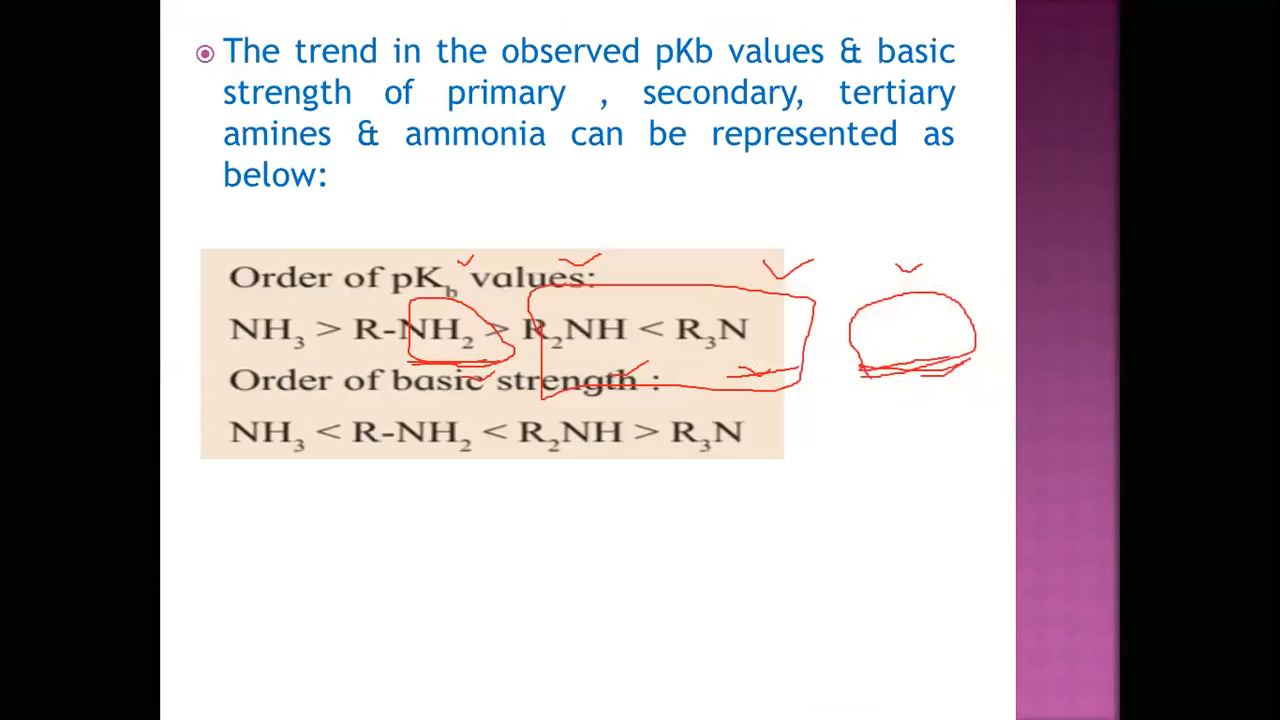 The trend in the observed pKb values & basic
strength of primary , secondary, tertiary
amines & ammonia can be represented as
below:
Order of pK_b values:
NH₃ > R-NH₂ > R₂NH < R₃N
Order of basic strength :
NH₃ < R-NH₂ < R₂NH > R₃N